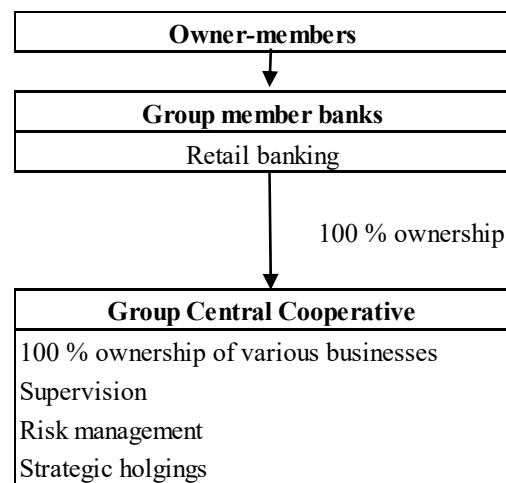 Owner-members
Group member banks
Retail banking
100 % ownership
Group Central Cooperative
100 % ownership of various businesses
Supervision
Risk management
Strategic holgings